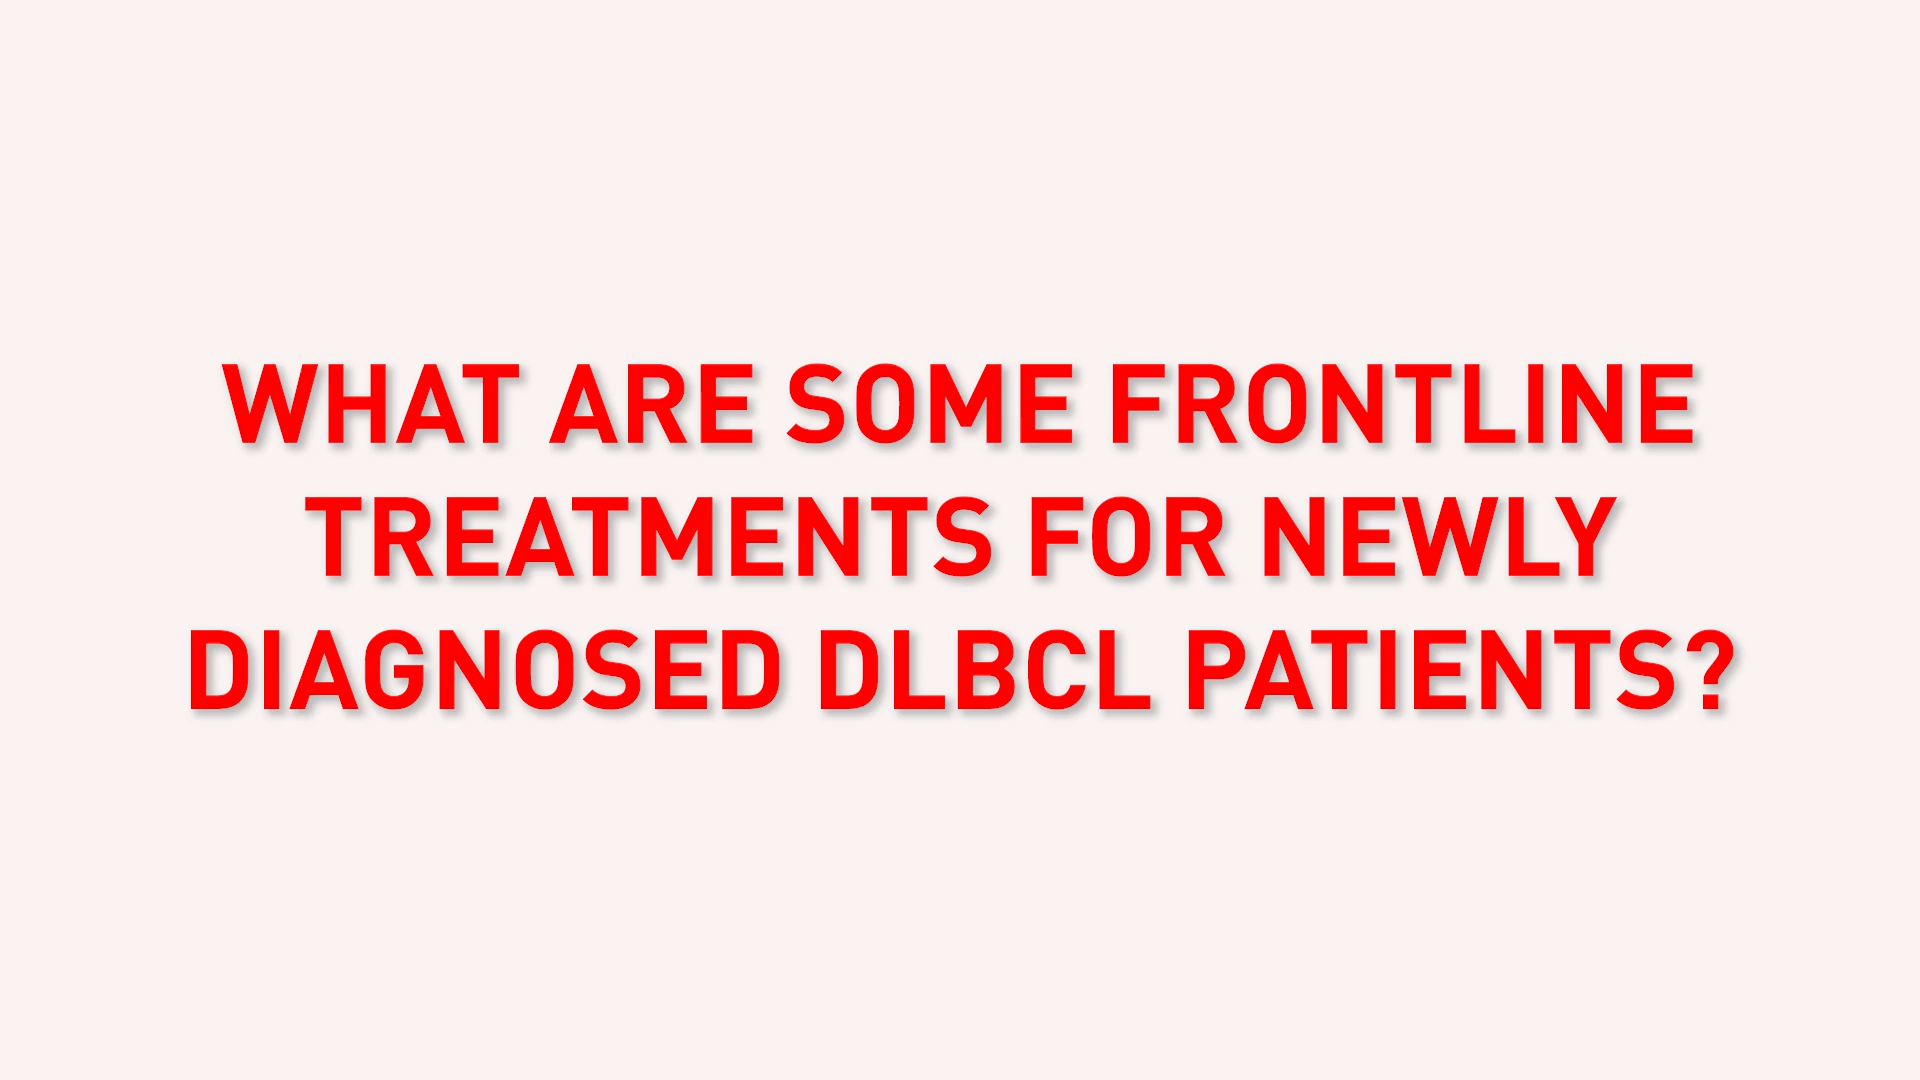 WHAT ARE SOME FRONTLINE
TREATMENTS FOR NEWLY
DIAGNOSED DLBCL PATIENTS?